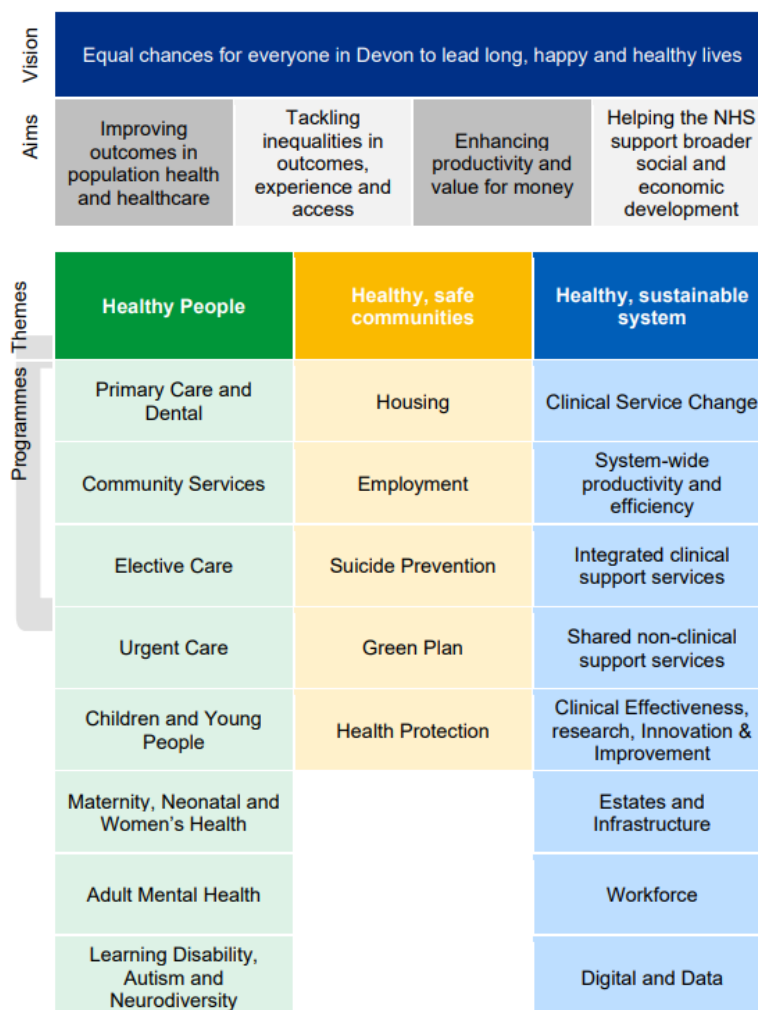 Vision
Equal chances for everyone in Devon to lead long, happy and healthy lives
Aims
Improving
outcomes in
population health
and healthcare
Tackling
inequalities in
outcomes,
experience and
access
Enhancing
productivity and
value for money
Helping the NHS
support broader
social and
economic
development
Themes
Healthy People
Healthy, safe
communities
Healthy, sustainable
system
Programmes
Primary Care and
Dental
Housing
Clinical Service Change
Community Services
Employment
System-wide
productivity and
efficiency
Elective Care
Suicide Prevention
Integrated clinical
support services
Urgent Care
Green Plan
Shared non-clinical
support services
Children and Young
People
Health Protection
Clinical Effectiveness,
research, Innovation &
Improvement
Maternity, Neonatal and
Women’s Health
Estates and
Infrastructure
Adult Mental Health
Workforce
Learning Disability,
Autism and
Neurodiversity
Digital and Data